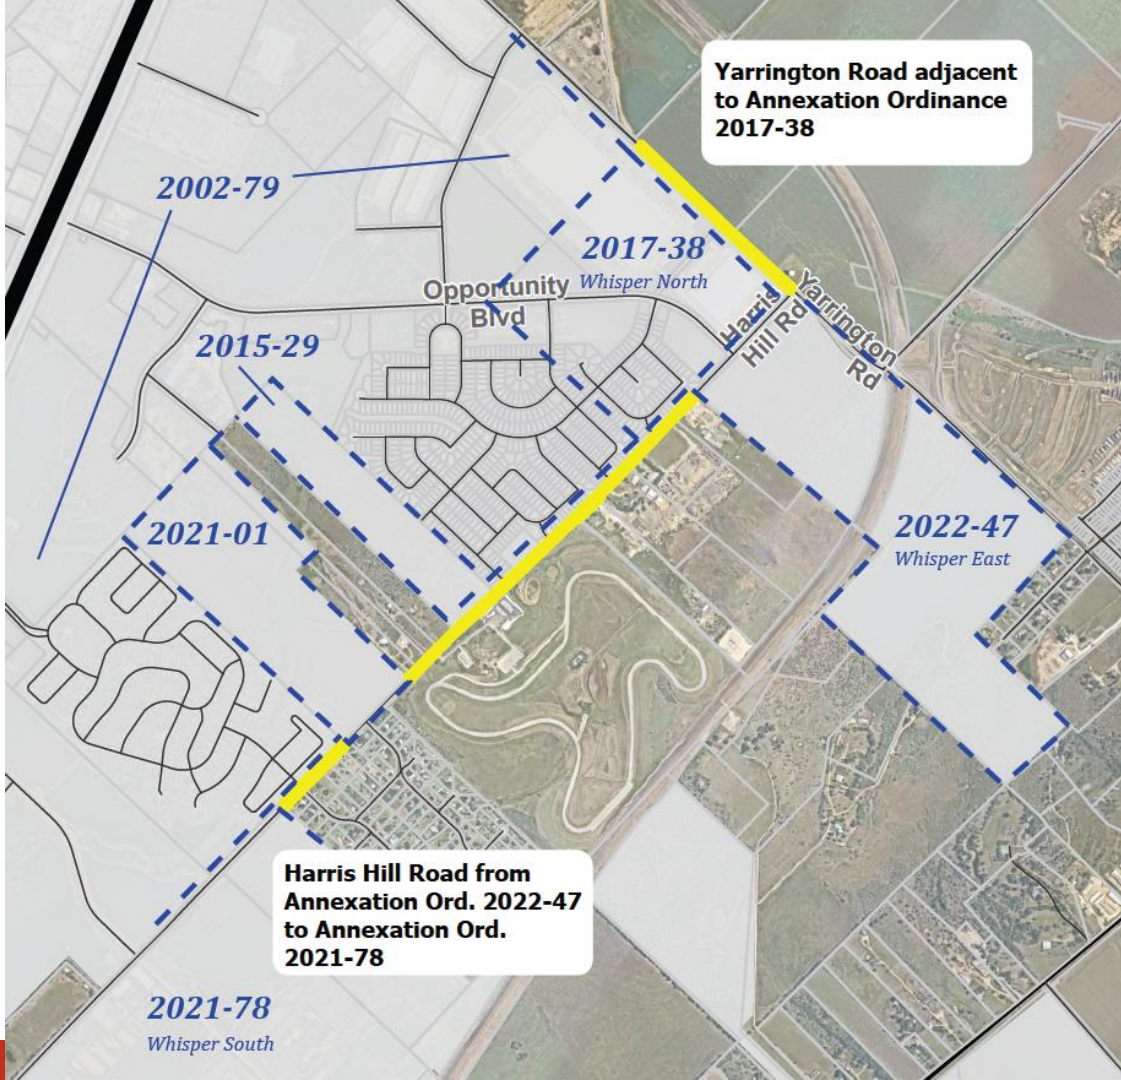 Yarrington Road adjacent
to Annexation Ordinance
2017-38
2002-79
2017-38
Whisper North
Opportunity
Blvd
Harris
Hill Rd
Yarrington
Rd
2015-29
2021-01
2022-47
Whisper East
Harris Hill Road from
Annexation Ord. 2022-47
to Annexation Ord.
2021-78
2021-78
Whisper South